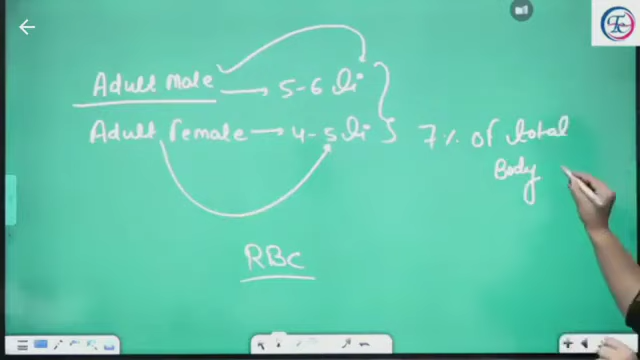 Adult Male → 5-6 li
Adult Female → 4-5 li } 7% of total
Body
RBC